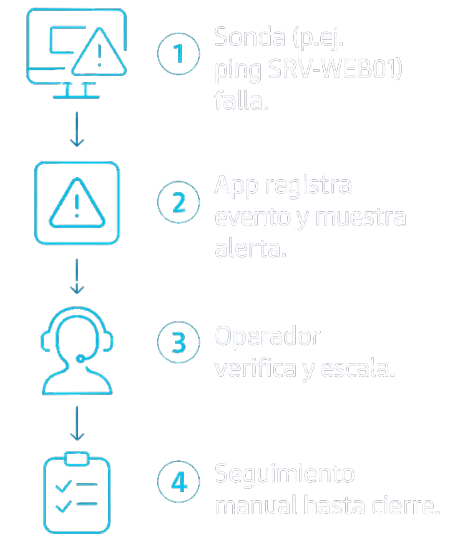 1
Sonda (p.ej.
ping SRV-WEB01)
falla.
2
App registra
evento y muestra
alerta.
3
Operador
verifica y escala.
4
Seguimiento
manual hasta cierre.